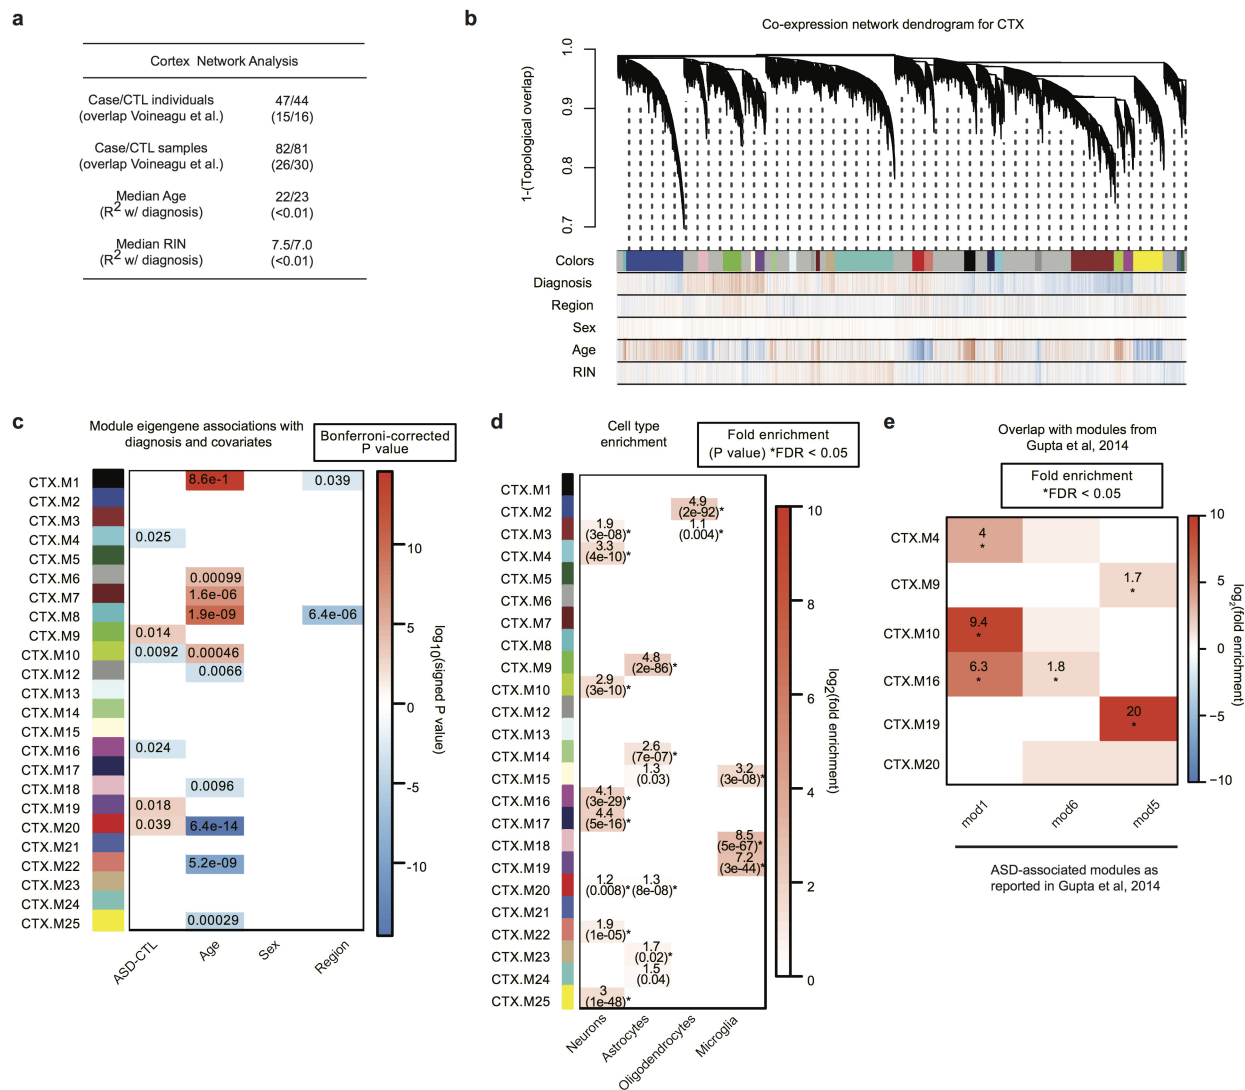 a
Cortex Network Analysis
Case/CTL individuals 47/44
(overlap Voineagu et al.) (15/16)
Case/CTL samples 82/81
(overlap Voineagu et al.) (26/30)
Median Age 22/23
(R2 w/ diagnosis) (<0.01)
Median RIN 7.5/7.0
(R2 w/ diagnosis) (<0.01)
b
Co-expression network dendrogram for CTX
1-(Topological overlap)
1.0
0.9
0.8
0.7
Colors
Diagnosis
Region
Sex
Age
RIN
c
Module eigengene associations with
diagnosis and covariates
Bonferroni-corrected
P value
CTX.M1 8.6e-1 0.039
CTX.M2
CTX.M3
CTX.M4 0.025
CTX.M5
CTX.M6 0.00099
CTX.M7 1.6e-06
CTX.M8 1.9e-09 6.4e-06
CTX.M9 0.014
CTX.M10 0.0092 0.00046
CTX.M12 0.0066
CTX.M13
CTX.M14
CTX.M15
CTX.M16 0.024
CTX.M17
CTX.M18 0.0096
CTX.M19 0.018
CTX.M20 0.039 6.4e-14
CTX.M21
CTX.M22 5.2e-09
CTX.M23
CTX.M24
CTX.M25 0.00029
ASD-CTL Age Sex Region
10
5
0
-5
-10
log10(signed P value)
d
Cell type
enrichment
Fold enrichment
(P value) *FDR < 0.05
CTX.M1
CTX.M2 4.9
(2e-92)*
CTX.M3 1.9 1.1
(3e-08)* (0.004)*
CTX.M4 3.3
(4e-10)*
CTX.M5
CTX.M6
CTX.M7
CTX.M8
CTX.M9 4.8
(2e-86)*
CTX.M10 2.9
(3e-10)*
CTX.M12
CTX.M13
CTX.M14 2.6
(7e-07)*
CTX.M15 1.3 3.2
(0.03) (3e-08)*
CTX.M16 4.1
(3e-29)*
CTX.M17 4.4
(5e-16)*
CTX.M18 8.5
(5e-67)*
CTX.M19 7.2
(3e-44)*
CTX.M20 1.2 1.3
(0.008)* (8e-08)*
CTX.M21
CTX.M22 1.9
(1e-05)*
CTX.M23 1.7
(0.02)*
CTX.M24 1.5
(0.04)
CTX.M25 3
(1e-48)*
Neurons Astrocytes Oligodendrocytes Microglia
10
8
6
4
2
0
log2(fold enrichment)
e
Overlap with modules from
Gupta et al, 2014
Fold enrichment
*FDR < 0.05
CTX.M4 4
*
CTX.M9 1.7
*
CTX.M10 9.4
*
CTX.M16 6.3 1.8
* *
CTX.M19 20
*
CTX.M20
mod1 mod6 mod5
10
5
0
−5
−10
log2(fold enrichment)
ASD-associated modules as
reported in Gupta et al, 2014